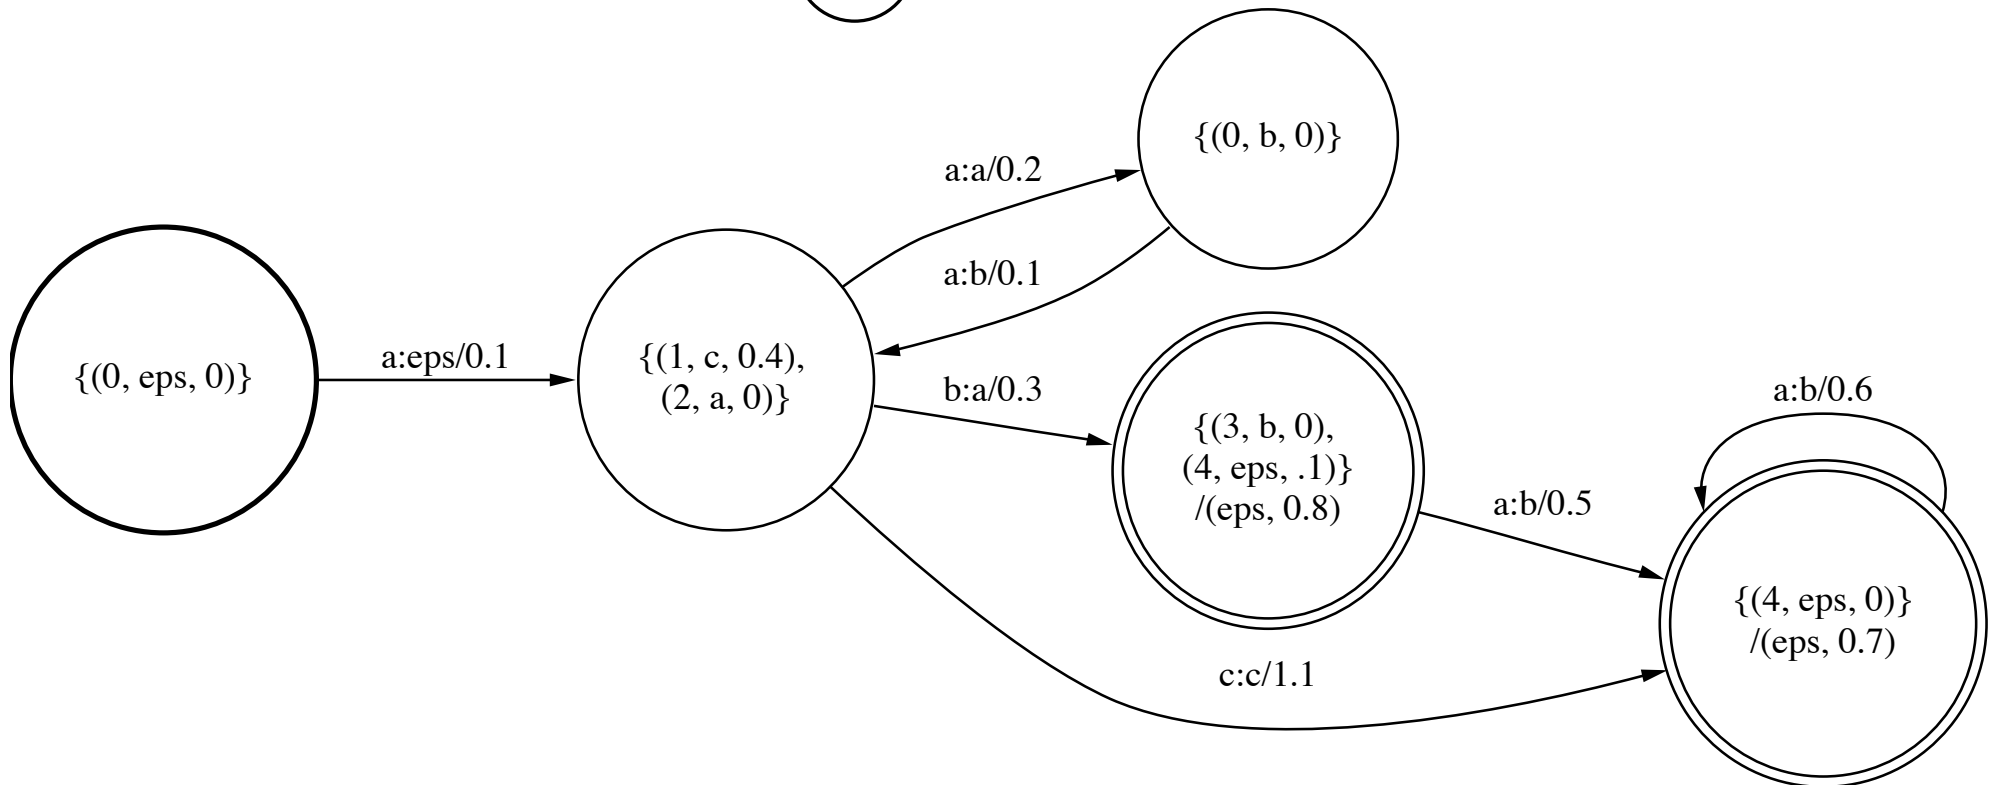 {(0, b, 0)}
a:a/0.2
a:b/0.1
{(0, eps, 0)}
a:eps/0.1
{(1, c, 0.4),
(2, a, 0)}
b:a/0.3
{(3, b, 0),
(4, eps, .1)}
/(eps, 0.8)
a:b/0.6
a:b/0.5
{(4, eps, 0)}
/(eps, 0.7)
c:c/1.1